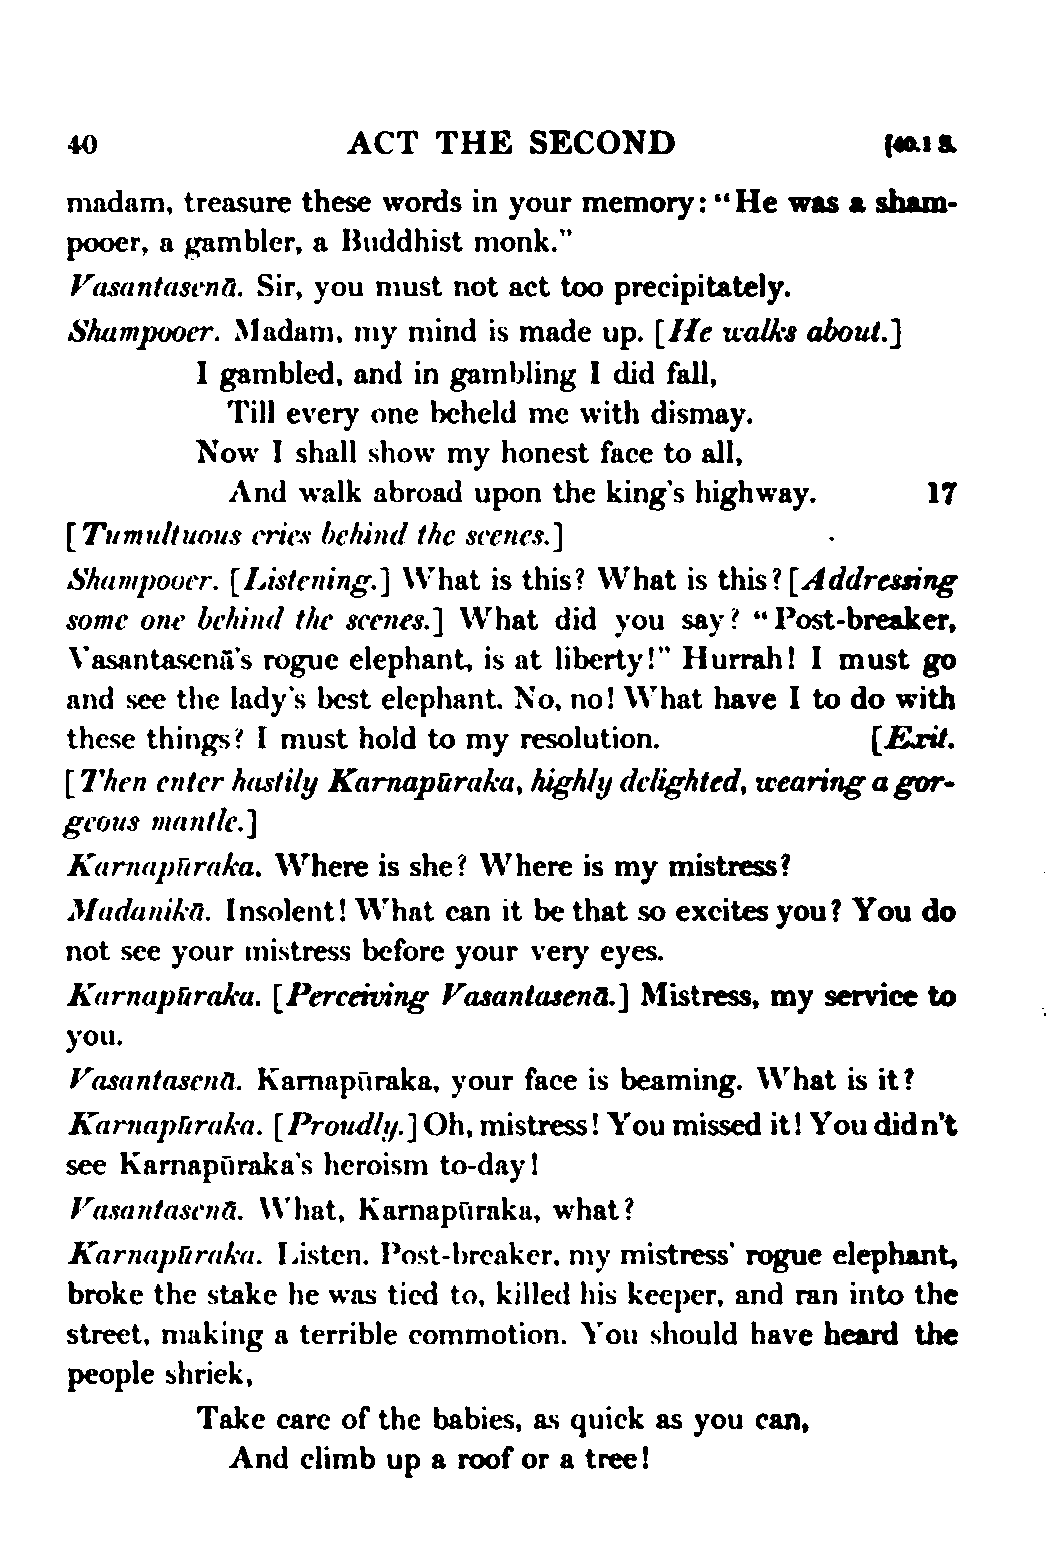 40 ACT THE SECOND [40.1 S.
madam, treasure these words in your memory: "He was a sham-
pooer, a gambler, a Buddhist monk."
Vasantasenā. Sir, you must not act too precipitately.
Shampooer. Madam, my mind is made up. [He walks about.]
I gambled, and in gambling I did fall,
Till every one beheld me with dismay.
Now I shall show my honest face to all,
And walk abroad upon the king's highway. 17
[Tumultuous cries behind the scenes.]
Shampooer. [Listening.] What is this? What is this? [Addressing
some one behind the scenes.] What did you say? "Post-breaker,
Vasantasenā's rogue elephant, is at liberty!" Hurrah! I must go
and see the lady's best elephant. No, no! What have I to do with
these things? I must hold to my resolution. [Exit.
[Then enter hastily Karnapūraka, highly delighted, wearing a gor-
geous mantle.]
Karnapūraka. Where is she? Where is my mistress?
Madanikā. Insolent! What can it be that so excites you? You do
not see your mistress before your very eyes.
Karnapūraka. [Perceiving Vasantasenā.] Mistress, my service to
you.
Vasantasenā. Karnapūraka, your face is beaming. What is it?
Karnapūraka. [Proudly.] Oh, mistress! You missed it! You didn't
see Karnapūraka's heroism to-day!
Vasantasenā. What, Karnapūraka, what?
Karnapūraka. Listen. Post-breaker, my mistress' rogue elephant,
broke the stake he was tied to, killed his keeper, and ran into the
street, making a terrible commotion. You should have heard the
people shriek,
Take care of the babies, as quick as you can,
And climb up a roof or a tree!